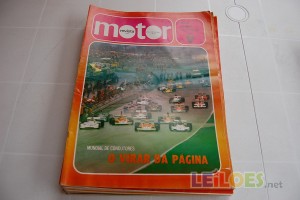 motor
MUNDIAL DE CONDUTORES
O VIRAR DA PÁGINA
LEiLOES.net